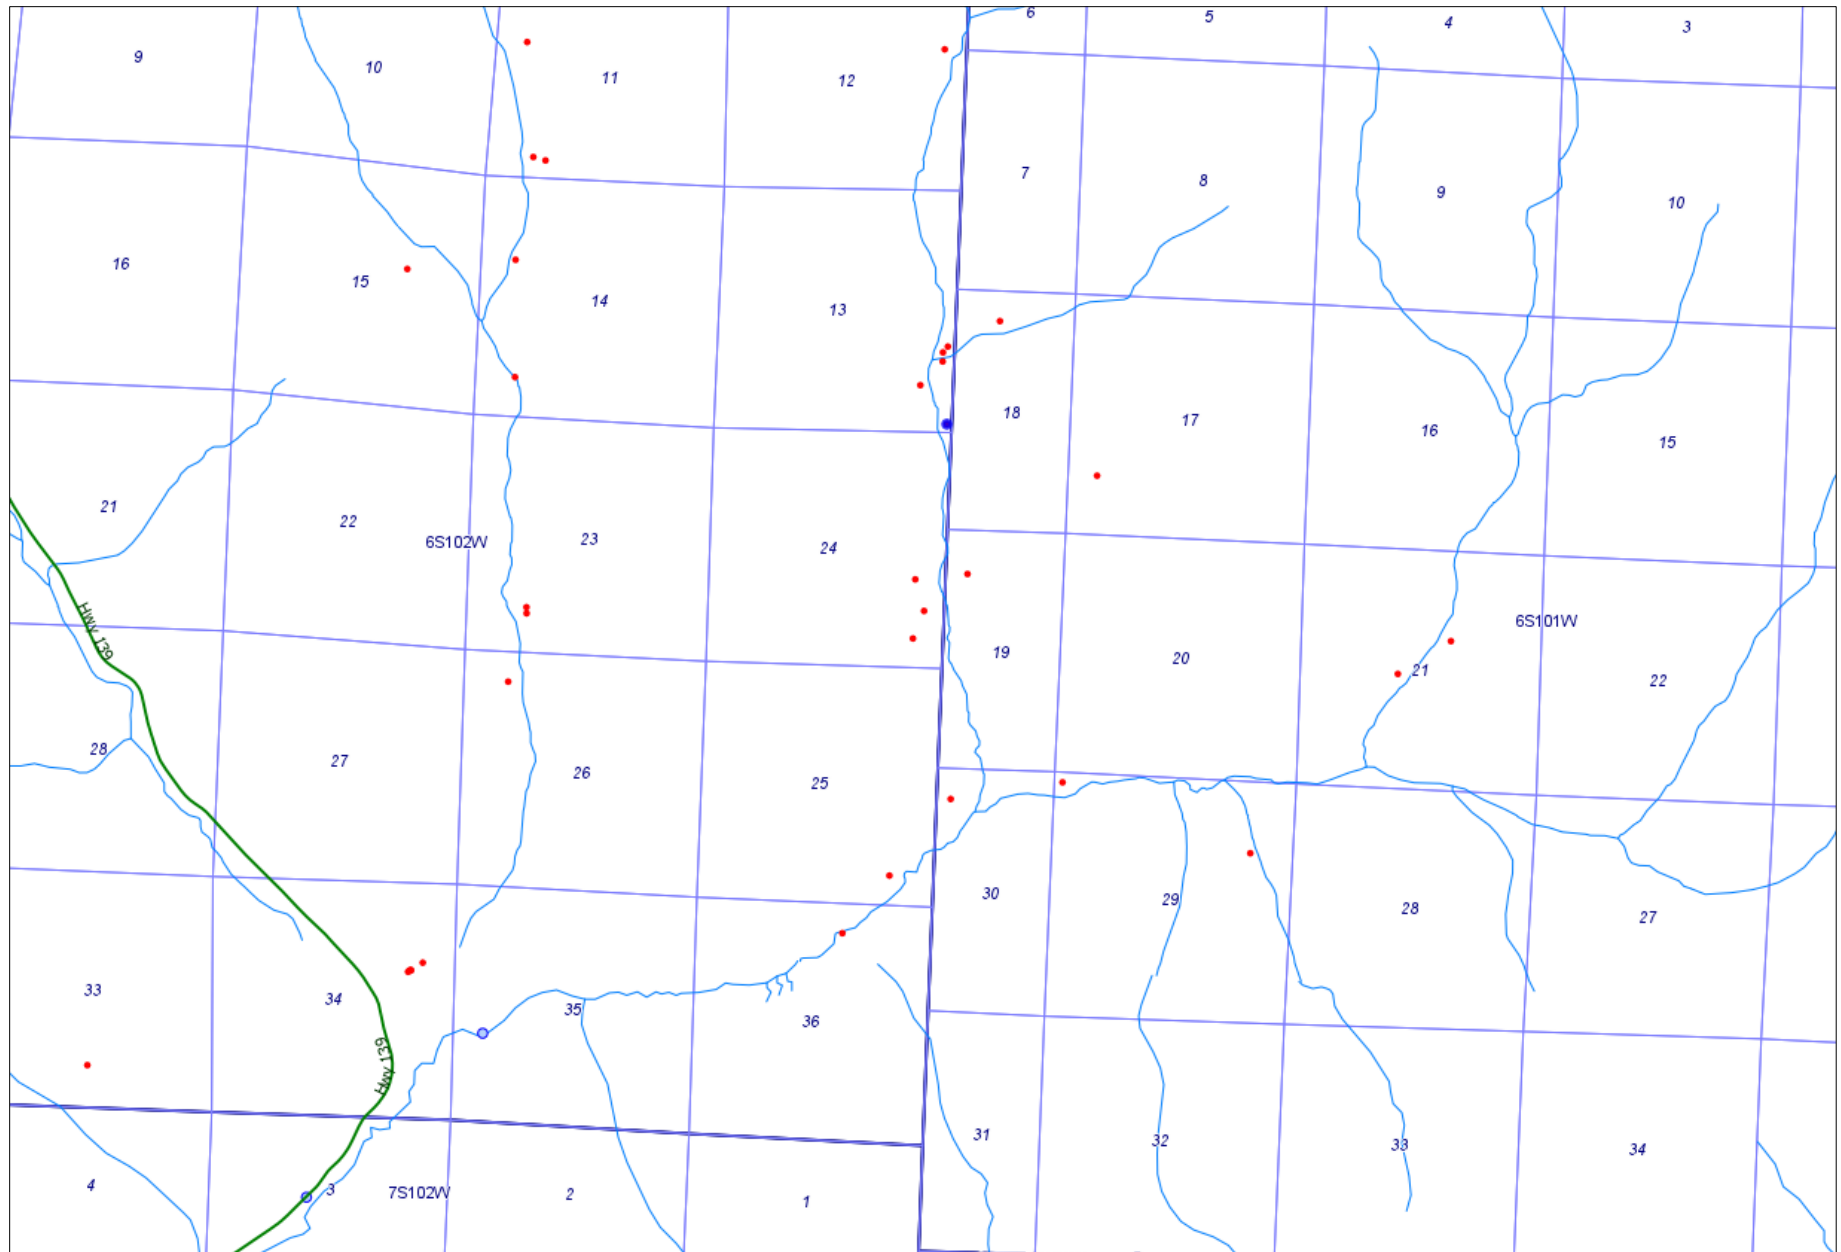 6 5 4 3
9 10 11 12
7 8 9 10
16 15 14 13
18 17 16 15
21 22 23 24
6S102W
Hwy 139
19 20 21 22
6S101W
28 27 26 25
30 29 28 27
33 34 35 36
Hwy 139
31 32 33 34
4 3 2 1
7S102W